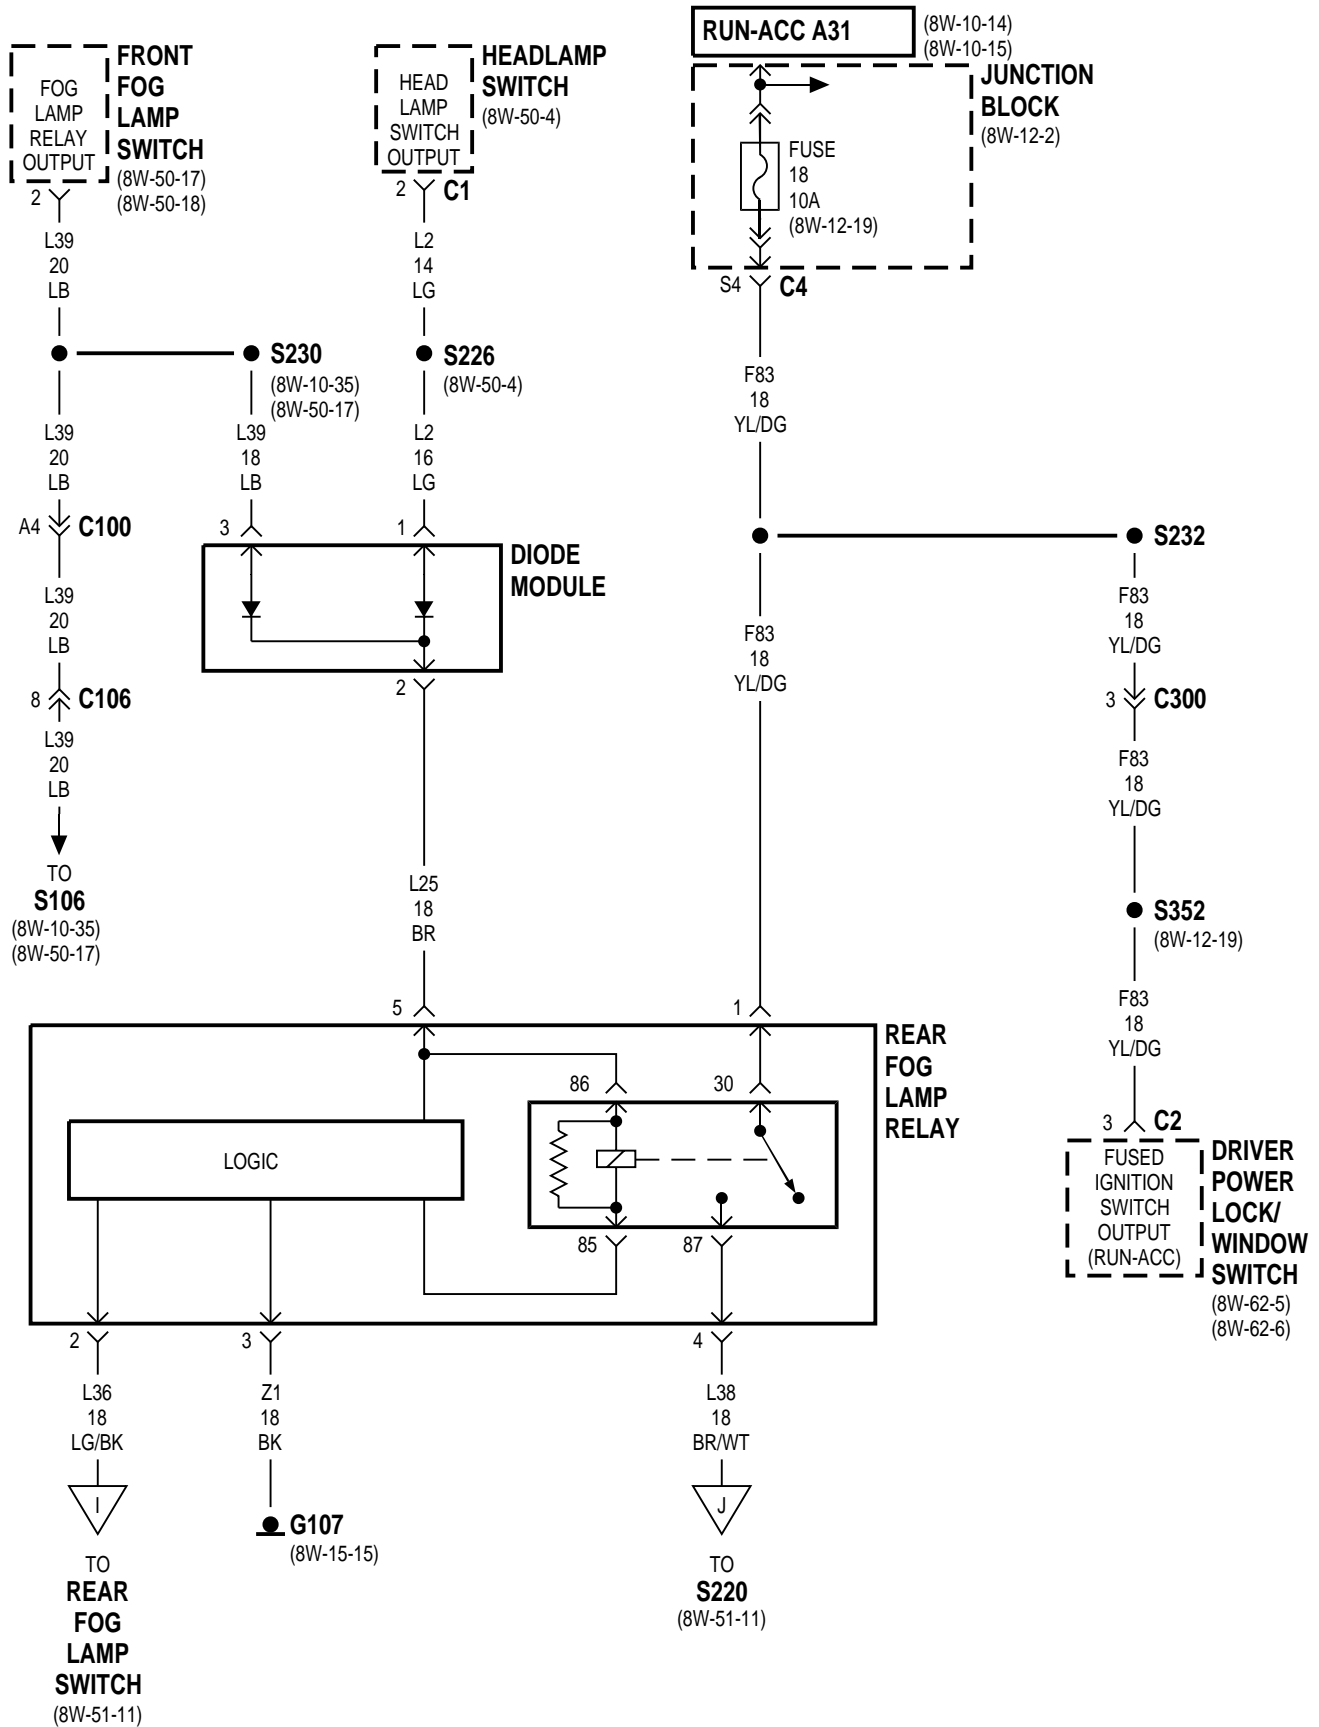 RUN-ACC A31
(8W-10-14)
(8W-10-15)
FRONT
FOG
LAMP
SWITCH
(8W-50-17)
(8W-50-18)
FOG
LAMP
RELAY
OUTPUT
2
HEADLAMP
SWITCH
(8W-50-4)
HEAD
LAMP
SWITCH
OUTPUT
2
C1
JUNCTION
BLOCK
(8W-12-2)
FUSE
18
10A
(8W-12-19)
S4
C4
L39
20
LB
L2
14
LG
S230
(8W-10-35)
(8W-50-17)
S226
(8W-50-4)
F83
18
YL/DG
L39
20
LB
L39
18
LB
L2
16
LG
A4
C100
3
1
DIODE
MODULE
2
S232
L39
20
LB
F83
18
YL/DG
F83
18
YL/DG
8
C106
3
C300
L39
20
LB
F83
18
YL/DG
TO
S106
(8W-10-35)
(8W-50-17)
L25
18
BR
S352
(8W-12-19)
F83
18
YL/DG
5
1
REAR
FOG
LAMP
RELAY
86
30
LOGIC
85
87
3
C2
FUSED
IGNITION
SWITCH
OUTPUT
(RUN-ACC)
DRIVER
POWER
LOCK/
WINDOW
SWITCH
(8W-62-5)
(8W-62-6)
2
3
4
L36
18
LG/BK
Z1
18
BK
L38
18
BR/WT
I
G107
(8W-15-15)
J
TO
REAR
FOG
LAMP
SWITCH
(8W-51-11)
TO
S220
(8W-51-11)